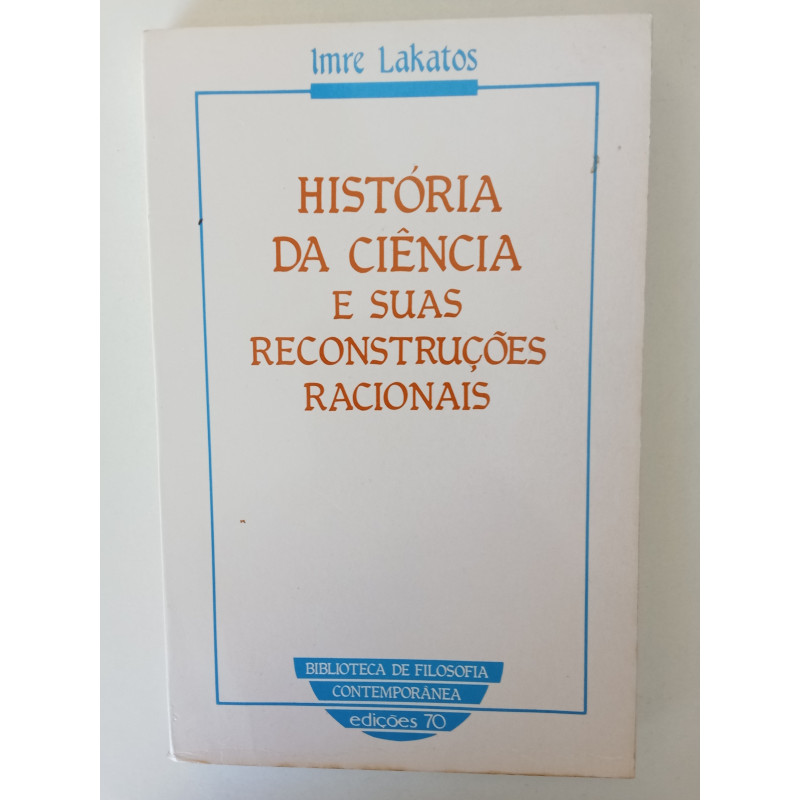 Imre Lakatos
HISTÓRIA
DA CIÊNCIA
E SUAS
RECONSTRUÇÕES
RACIONAIS
BIBLIOTECA DE FILOSOFIA
CONTEMPORÂNEA
edições 70